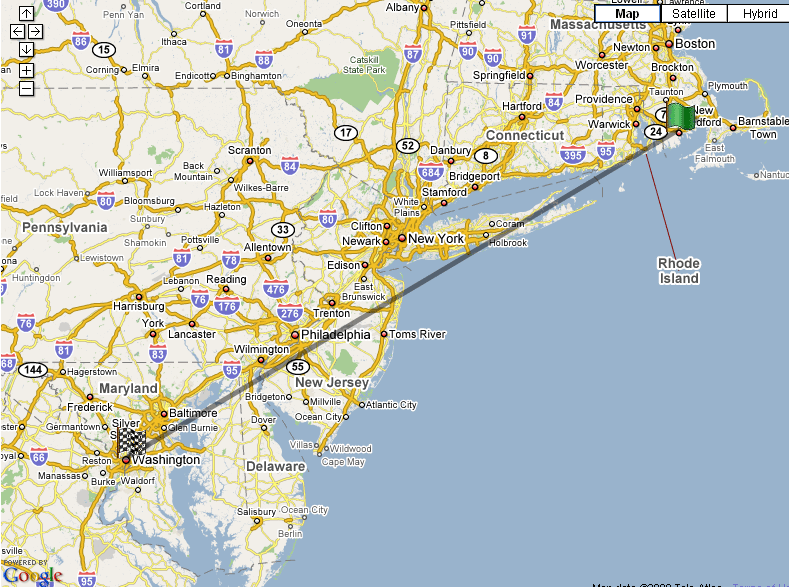 390
Penn Yan
Cortland
Norwich
Albany
Lawrence
Map
Satellite
Hybrid
Massachusetts
Boston
86
15
Ithaca
81
88
Oneonta
Pittsfield
87
90
90
91
Newton
Worcester
Brockton
Corning
Elmira
Endicott
Binghamton
Catskill
State Park
Springfield
Plymouth
Taunton
Hartford
84
Providence
New
dford
Barnstable
Town
17
52
Connecticut
Warwick
24
Scranton
84
Danbury
8
395
95
East
Falmouth
684
Bridgeport
Nantuc
Williamsport
Back
Mountain
Wilkes-Barre
Stamford
Lock Haven
80
Bloomsburg
Hazleton
White
Plains
Sunbury
80
Coram
Pennsylvania
33
Clifton
Newark
New York
Holbrook
Shamokin
Pottsville
Allentown
81
78
Lewistown
Edison
Rhode
Island
Huntingdon
Lebanon
Reading
476
East
Brunswick
Harrisburg
76
176
276
Trenton
76
York
Lancaster
Philadelphia
Toms River
81
83
Wilmington
68
144
Hagerstown
95
55
New Jersey
Maryland
Frederick
Bridgeton
Millville
Atlantic City
Baltimore
Ocean City
Germantown
Silver
Glen Burnie
Dover
66
Reston
Washington
Villas
Wildwood
Cape May
Manassas
Burke
Waldorf
Delaware
Salisbury
Ocean City
Berlin
sville
POWERED BY
Google
95
95
Map data ©2009 Tele Atlas - Terms of U